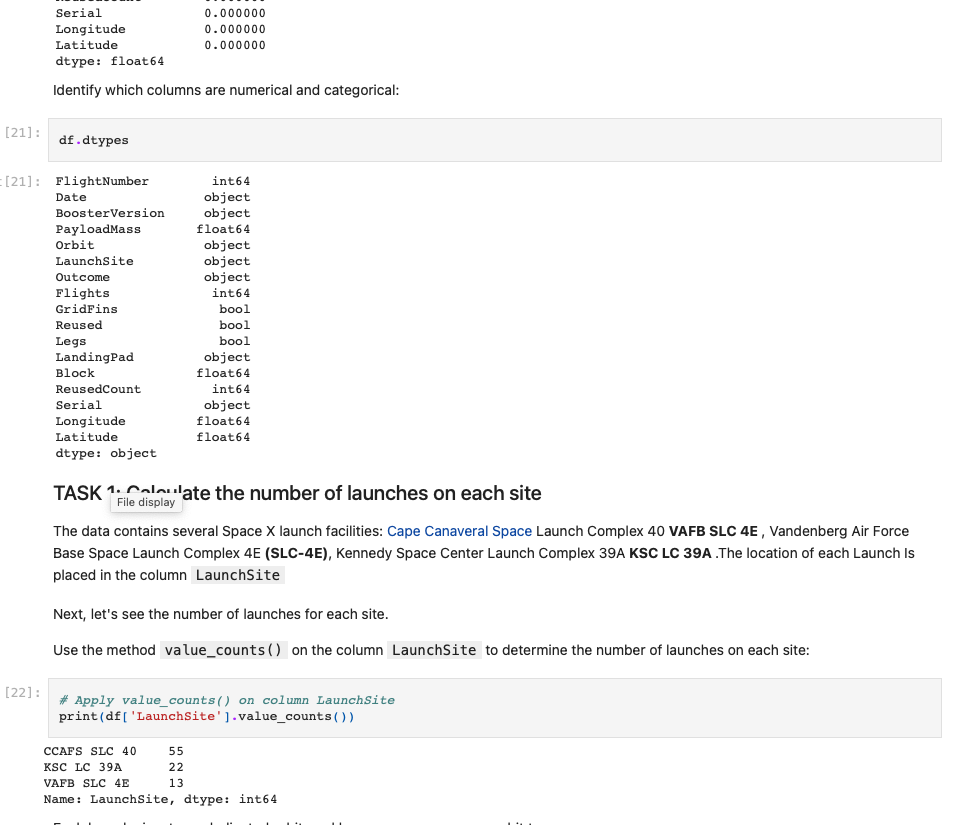 Serial 0.000000
Longitude 0.000000
Latitude 0.000000
dtype: float64
Identify which columns are numerical and categorical:
[21]:
df.dtypes
[21]:
FlightNumber int64
Date object
BoosterVersion object
PayloadMass float64
Orbit object
LaunchSite object
Outcome object
Flights int64
GridFins bool
Reused bool
Legs bool
LandingPad object
Block float64
ReusedCount int64
Serial object
Longitude float64
Latitude float64
dtype: object
TASK 1: Calculate the number of launches on each site
File display
The data contains several Space X launch facilities: Cape Canaveral Space Launch Complex 40 VAFB SLC 4E , Vandenberg Air Force
Base Space Launch Complex 4E (SLC-4E), Kennedy Space Center Launch Complex 39A KSC LC 39A .The location of each Launch Is
placed in the column LaunchSite
Next, let's see the number of launches for each site.
Use the method value_counts() on the column LaunchSite to determine the number of launches on each site:
[22]:
# Apply value_counts() on column LaunchSite
print(df['LaunchSite'].value_counts())
CCAFS SLC 40 55
KSC LC 39A 22
VAFB SLC 4E 13
Name: LaunchSite, dtype: int64